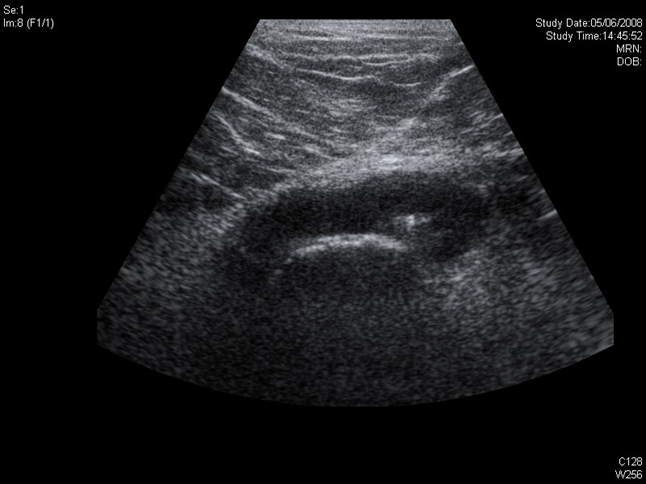 Se:1
Im:8 (F1/1)
Study Date:05/06/2008
Study Time:14:45:52
MRN:
DOB:
C128
W256